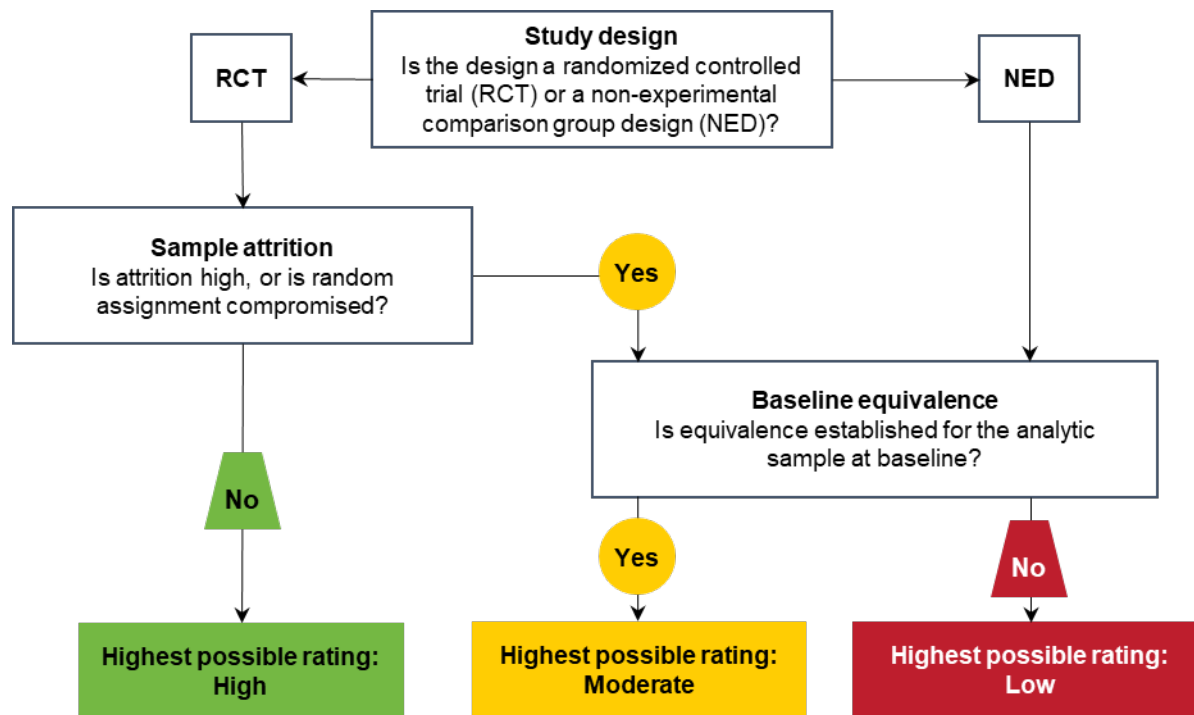 Study design
Is the design a randomized controlled
trial (RCT) or a non-experimental
comparison group design (NED)?
RCT
NED
Sample attrition
Is attrition high, or is random
assignment compromised?
Yes
Baseline equivalence
Is equivalence established for the analytic
sample at baseline?
No
Yes
No
Highest possible rating:
High
Highest possible rating:
Moderate
Highest possible rating:
Low